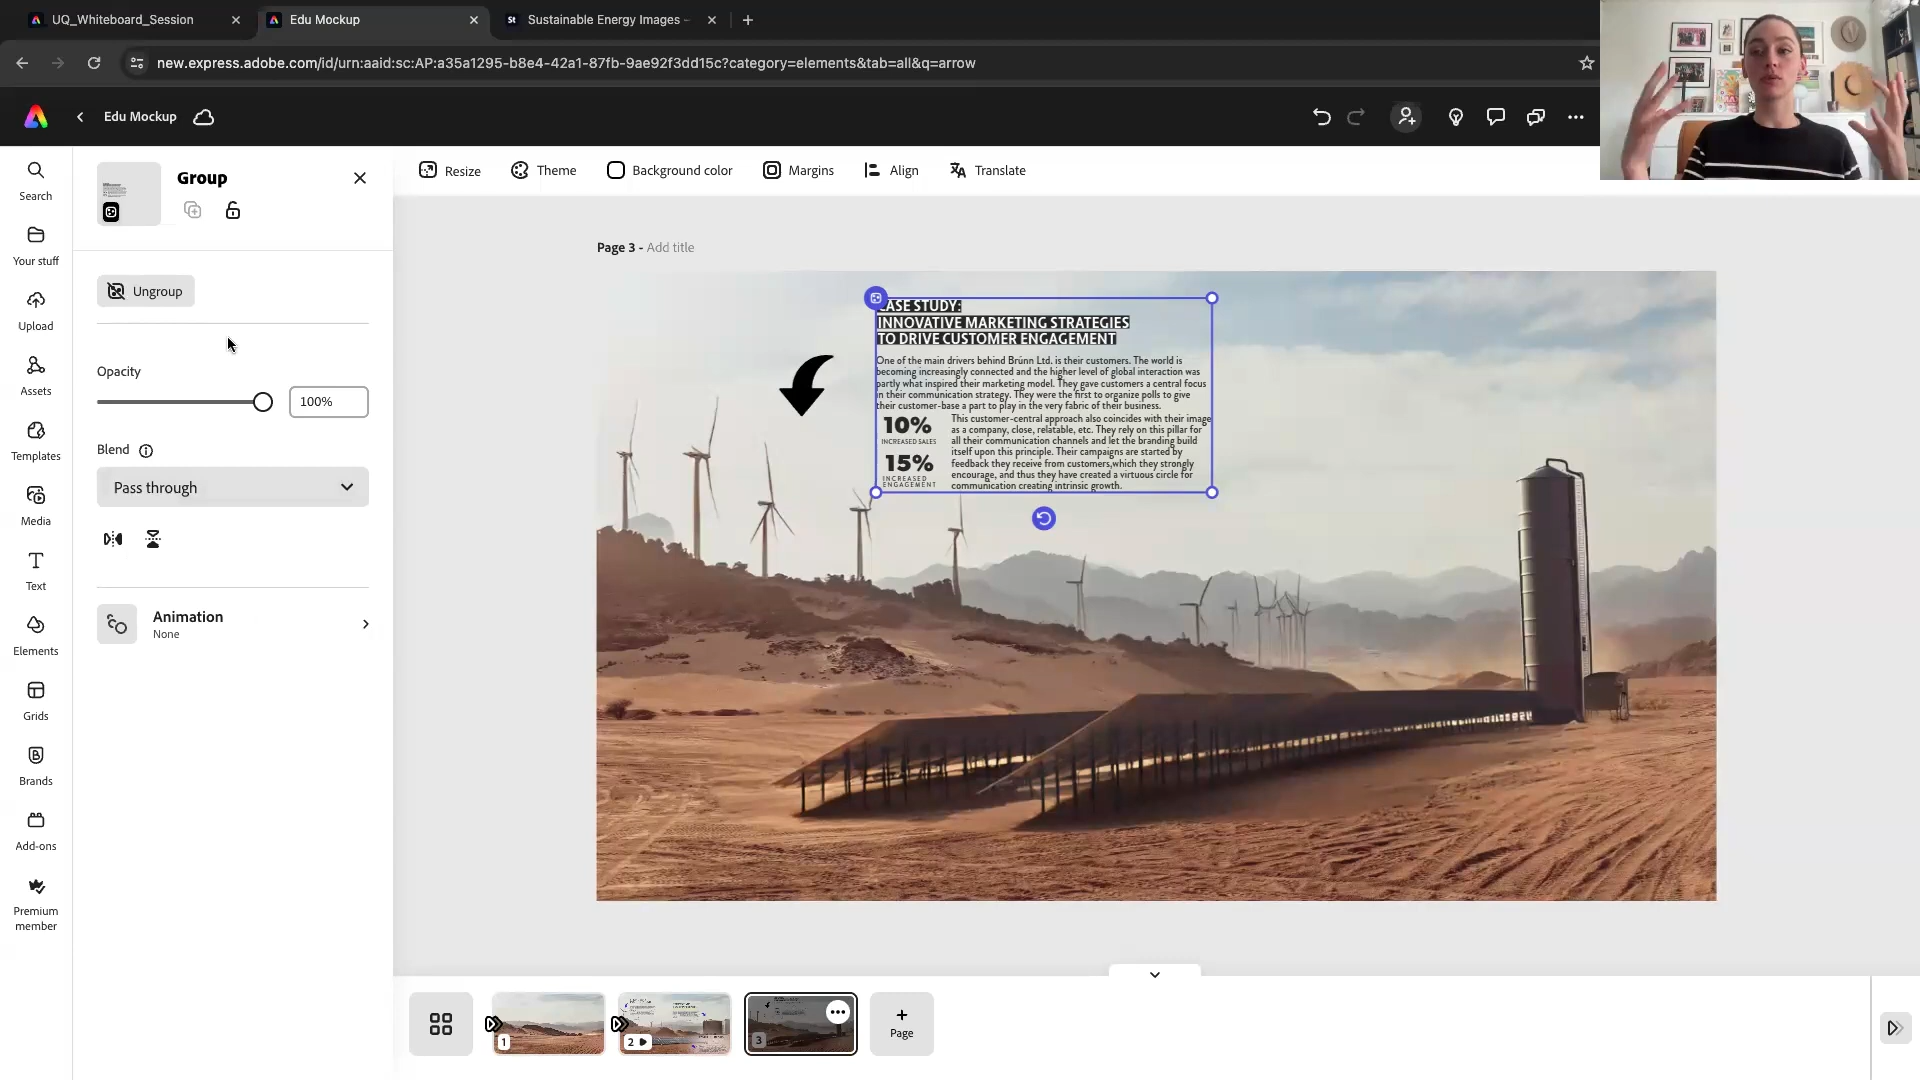 UQ_Whiteboard_Session
Edu Mockup
Sustainable Energy Images -
new.express.adobe.com/id/urn:aaid:sc:AP:a35a1295-b8e4-42a1-87fb-9ae92f3dd15c?category=elements&tab=all&q=arrow
Edu Mockup
Search
Your stuff
Upload
Assets
Templates
Media
Text
Elements
Grids
Brands
Add-ons
Premium
member
Group
Ungroup
Opacity
100%
Blend
Pass through
Animation
None
Resize
Theme
Background color
Margins
Align
Translate
Page 3 - Add title
CASE STUDY:
INNOVATIVE MARKETING STRATEGIES
TO DRIVE CUSTOMER ENGAGEMENT
One of the main drivers behind Brünn Ltd. is their customers. The world is
becoming increasingly connected and the higher level of global interaction was
partly what inspired their marketing model. They gave customers a central focus
in their communication strategy. They were the first to organize polls to give
their customer-base a part to play in the very fabric of their business.
10%
INCREASED SALES
15%
INCREASED
ENGAGEMENT
This customer-central approach also coincides with their image
as a company, close, relatable, etc. They rely on this pillar for
all their communication channels and let the branding build
itself upon this principle. Their campaigns are started by
feedback they receive from customers,which they strongly
encourage, and thus they have created a virtuous circle for
communication creating intrinsic growth.
1
2
3
+
Page